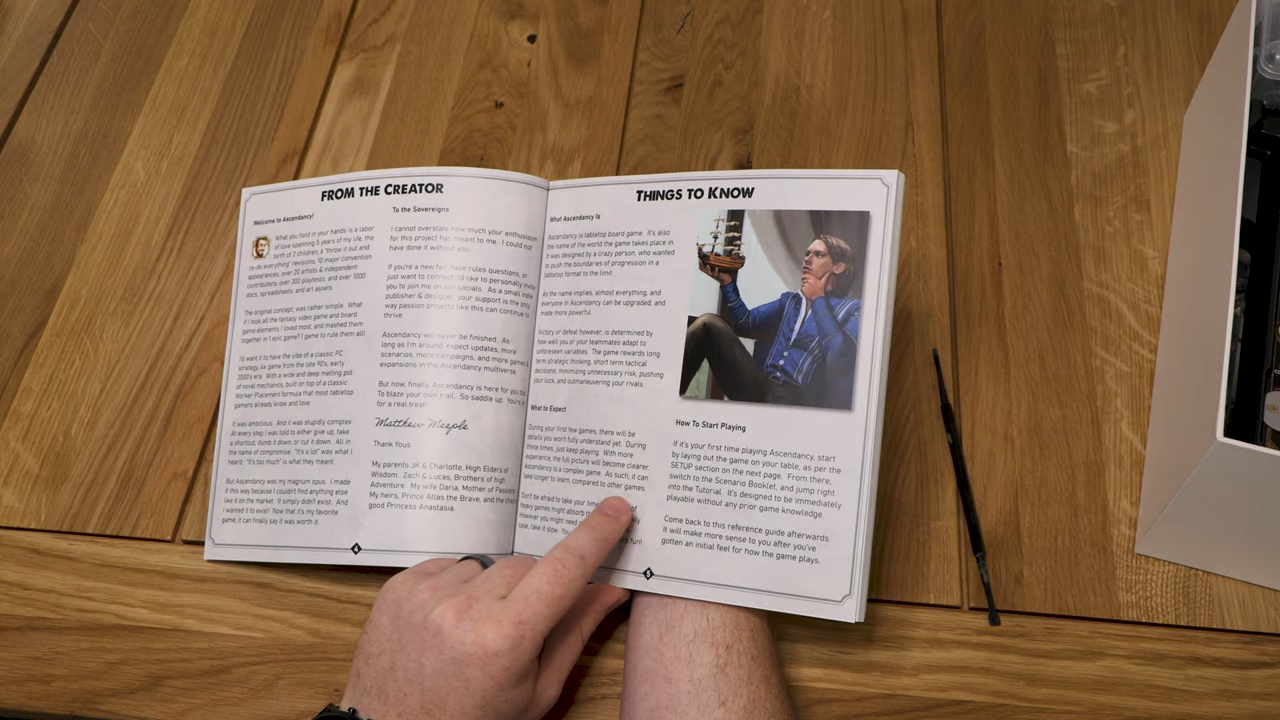 FROM THE CREATOR
Welcome to Ascendancy!
What you hold in your hands is a labor
of love spanning 5 years of my life, the
birth of 2 children, a "throw it out and
re-do everything" revisions, 10 major convention
appearances, over 20 artists & independent
contributors, over 300 playtests, and over 1000
docs, spreadsheets, and art assets.
The original concept, was rather simple. What
if I took all the fantasy video game and board
game elements I loved most, and mashed them
together in 1 epic game? 1 game to rule them all!
I'd want it to have the vibe of a classic PC
strategy, 4x game from the late 90's, early
2000's era. With a wide and deep melting pot
of novel mechanics, built on top of a classic
Worker Placement formula that most tabletop
gamers already know and love.
It was ambitious. And it was stupidly complex.
At every step I was told to either give up, take
a shortcut, dumb it down, or cut it down. All in
the name of compromise. "It's a lot" was what I
heard. "It's too much" is what they meant.
But Ascendancy was my magnum opus. I made
it this way because I couldn't find anything else
like it on the market. It simply didn't exist. And
I wanted it to exist! Now that it's my favorite
game, it can finally say it was worth it.
To the Sovereigns
I cannot overstate how much your enthusiasm
for this project has meant to me. I could not
have done it without you.
If you're a new fan, have rules questions, or
just want to connect, I'd like to personally invite
you to join me on our socials. As a small indie
publisher & designer, your support is the only
way passion projects like this can continue to
thrive.
Ascendancy will never be finished. As
long as I'm around, expect updates, more
scenarios, more campaigns, and more games &
expansions in the Ascendancy multiverse.
But now, finally, Ascendancy is here for you too.
To blaze your own trail. So saddle up. You're in
for a real treat!
Matthew Meeple
Thank Yous
My parents JK & Charlotte, High Elders of
Wisdom. Zach & Lucas, Brothers of high
Adventure. My wife Daria, Mother of Passions.
My heirs, Prince Atlas the Brave, and the
good Princess Anastasia.
4
THINGS TO KNOW
What Ascendancy Is
Ascendancy is tabletop board game. It's also
the name of the world the game takes place in.
It was designed by a crazy person, who wanted
to push the boundaries of progression in a
tabletop format to the limit.
As the name implies, almost everything, and
everyone in Ascendancy can be upgraded, and
made more powerful.
Victory or defeat however, is determined by
how well you or your teammates adapt to
unforeseen variables. The game rewards long
term strategic thinking, short term tactical
decisions, minimizing unnecessary risk, pushing
your luck, and outmaneuvering your rivals.
What to Expect
During your first few games, there will be
details you won't fully understand yet. During
these times, just keep playing. With more
experience, the full picture will become clearer.
Ascendancy is a complex game. As such, it can
take longer to learn, compared to other games.
Don't be afraid to take your time of
heavy games might absorb th
However you might need
case, take it slow. You fun!
How To Start Playing
If it's your first time playing Ascendancy, start
by laying out the game on your table, as per the
SETUP section on the next page. From there,
switch to the Scenario Booklet, and jump right
into the Tutorial. It's designed to be immediately
playable without any prior game knowledge.
Come back to this reference guide afterwards.
It will make more sense to you after you've
gotten an initial feel for how the game plays.
5